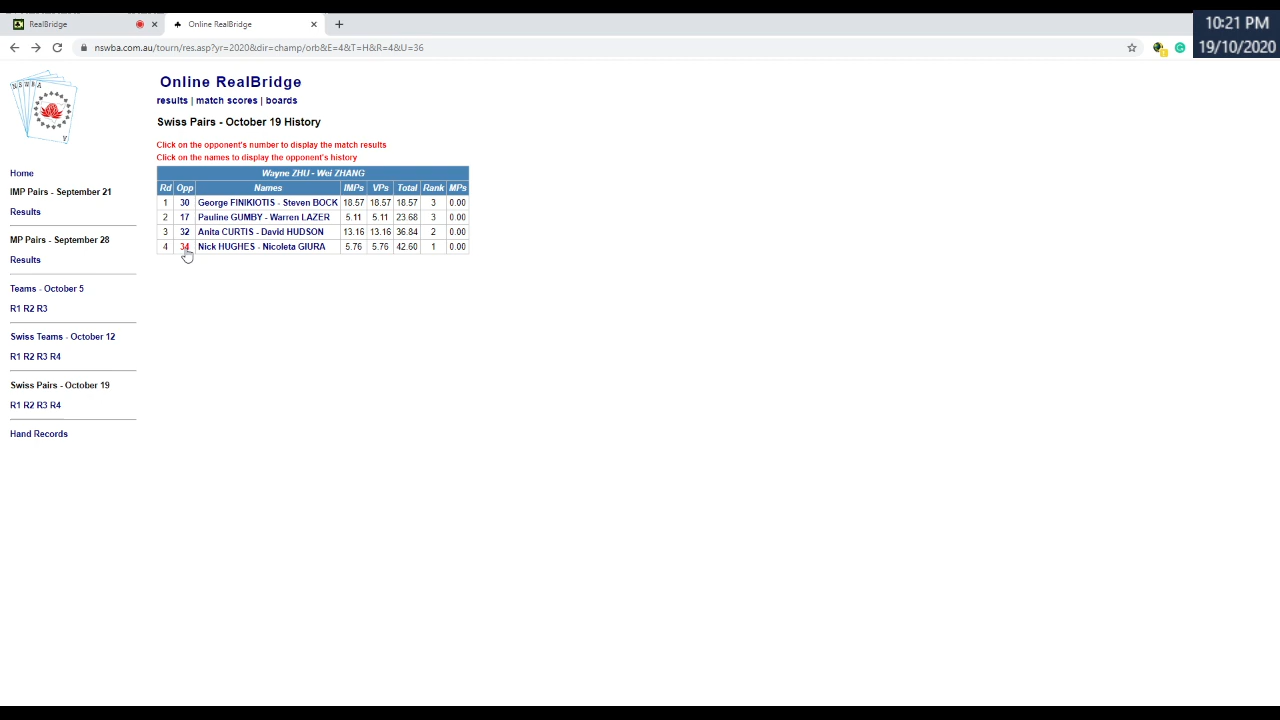 10:21 PM
19/10/2020
RealBridge
Online RealBridge
nswba.com.au/tourn/res.asp?yr=2020&dir=champ/orb&E=4&T=H&R=4&U=36
NSWBA
A
Home
IMP Pairs - September 21
Results
MP Pairs - September 28
Results
Teams - October 5
R1 R2 R3
Swiss Teams - October 12
R1 R2 R3 R4
Swiss Pairs - October 19
R1 R2 R3 R4
Hand Records
Online RealBridge
results | match scores | boards
Swiss Pairs - October 19 History
Click on the opponent's number to display the match results
Click on the names to display the opponent's history
Wayne ZHU - Wei ZHANG
Rd Opp Names IMPs VPs Total Rank MPs
1 30 George FINIKIOTIS - Steven BOCK 18.57 18.57 18.57 3 0.00
2 17 Pauline GUMBY - Warren LAZER 5.11 5.11 23.68 3 0.00
3 32 Anita CURTIS - David HUDSON 13.16 13.16 36.84 2 0.00
4 34 Nick HUGHES - Nicoleta GIURA 5.76 5.76 42.60 1 0.00